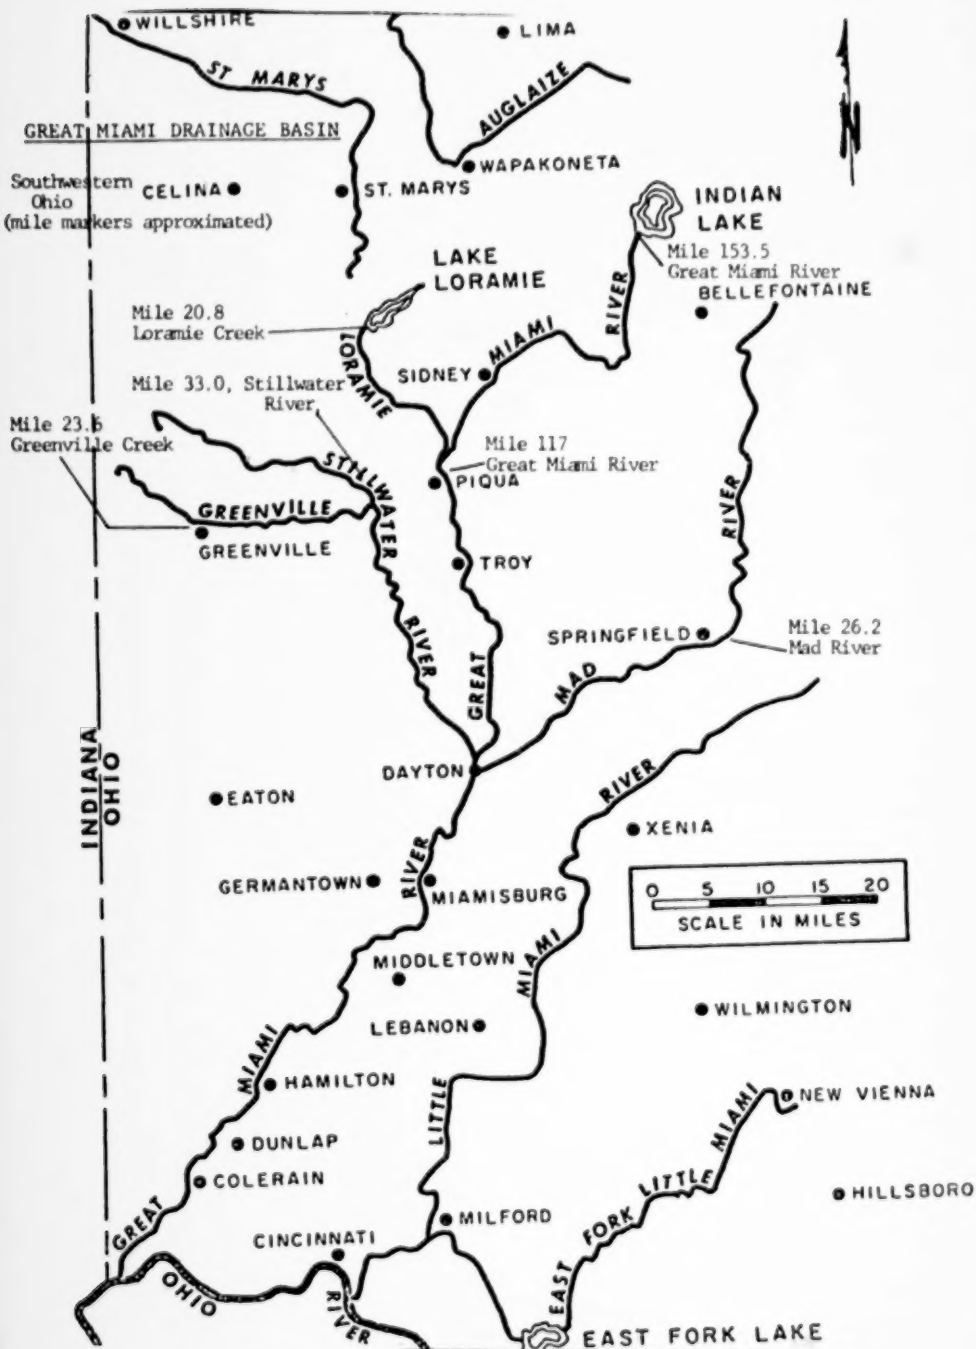 WILLSHIRE
LIMA
ST MARYS
AUGLAIZE
N
GREAT MIAMI DRAINAGE BASIN
WAPAKONETA
Southwestern
Ohio
(mile markers approximated)
CELINA
ST. MARYS
INDIAN
LAKE
LAKE
LORAMIE
Mile 153.5
Great Miami River
BELLEFONTAINE
Mile 20.8
Loramie Creek
LORAMIE
MIAMI
RIVER
SIDNEY
Mile 33.0, Stillwater
River
Mile 23.6
Greenville Creek
STILLWATER
RIVER
Mile 117
Great Miami River
PIQUA
GREENVILLE
GREENVILLE
TROY
RIVER
SPRINGFIELD
Mile 26.2
Mad River
GREAT
MAD
INDIANA
OHIO
DAYTON
RIVER
EATON
XENIA
GERMANTOWN
RIVER
MIAMISBURG
0 5 10 15 20
SCALE IN MILES
MIDDLETOWN
MIAMI
LEBANON
WILMINGTON
MIAMI
HAMILTON
LITTLE
MIAMI
NEW VIENNA
DUNLAP
COLERAIN
LITTLE
HILLSBORO
GREAT
CINCINNATI
MILFORD
FORK
EAST
OHIO
RIVER
EAST FORK LAKE